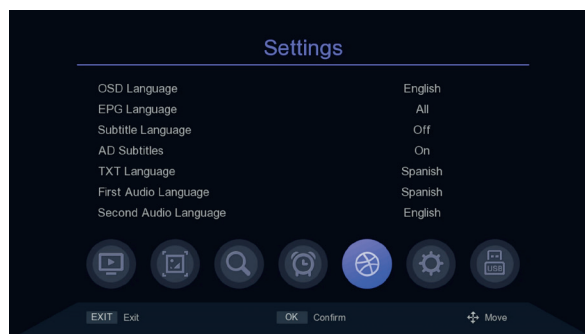 Settings
OSD Language English
EPG Language All
Subtitle Language Off
AD Subtitles On
TXT Language Spanish
First Audio Language Spanish
Second Audio Language English
USB
EXIT Exit OK Confirm Move